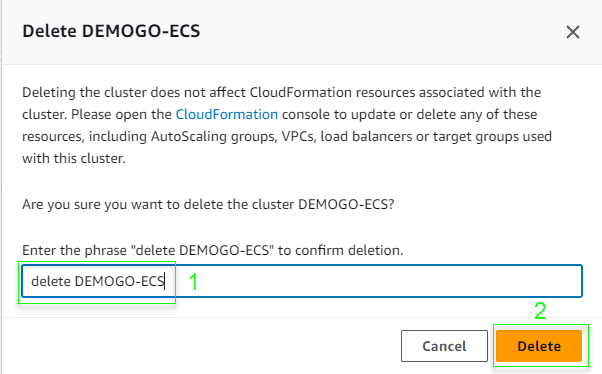 Delete DEMOGO-ECS
Deleting the cluster does not affect CloudFormation resources associated with the
cluster. Please open the CloudFormation console to update or delete any of these
resources, including AutoScaling groups, VPCs, load balancers or target groups used
with this cluster.
Are you sure you want to delete the cluster DEMOGO-ECS?
Enter the phrase "delete DEMOGO-ECS" to confirm deletion.
delete DEMOGO-ECS 1
2
Cancel Delete